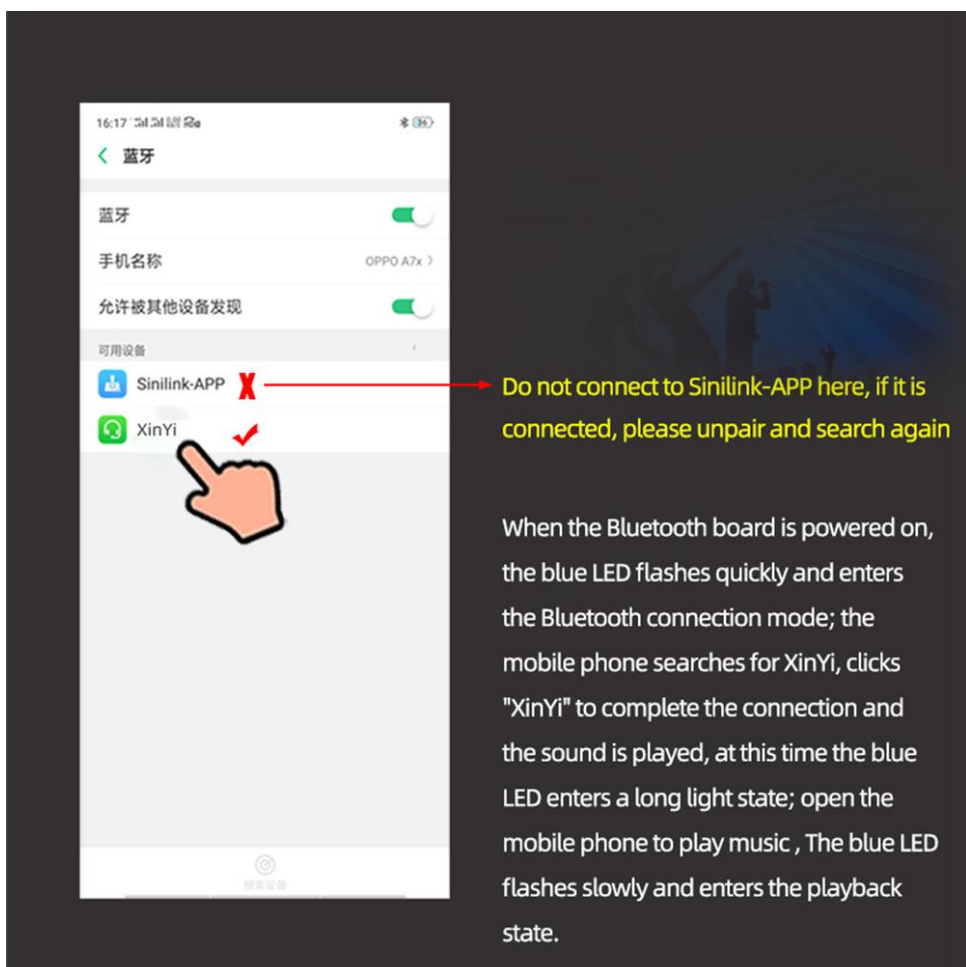 16:17
36
蓝牙
蓝牙
手机名称
OPPO A7x
允许被其他设备发现
可用设备
Sinilink-APP
XinYi
搜索设备
Do not connect to Sinilink-APP here, if it is
connected, please unpair and search again
When the Bluetooth board is powered on,
the blue LED flashes quickly and enters
the Bluetooth connection mode; the
mobile phone searches for XinYi, clicks
"XinYi" to complete the connection and
the sound is played, at this time the blue
LED enters a long light state; open the
mobile phone to play music , The blue LED
flashes slowly and enters the playback
state.